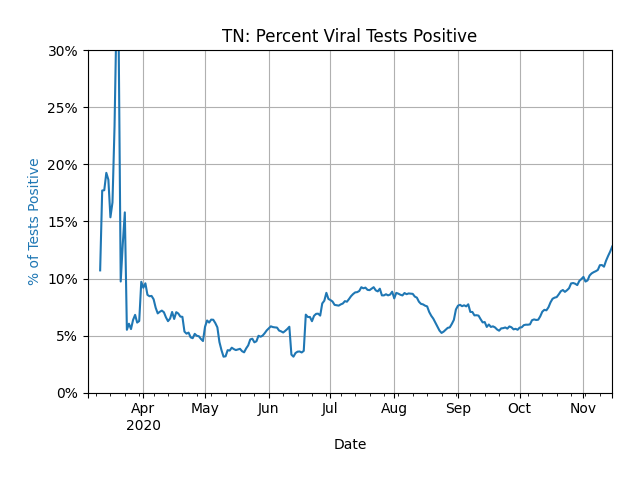 TN: Percent Viral Tests Positive
30%
25%
20%
15%
10%
5%
0%
% of Tests Positive
Apr May Jun Jul Aug Sep Oct Nov
2020
Date